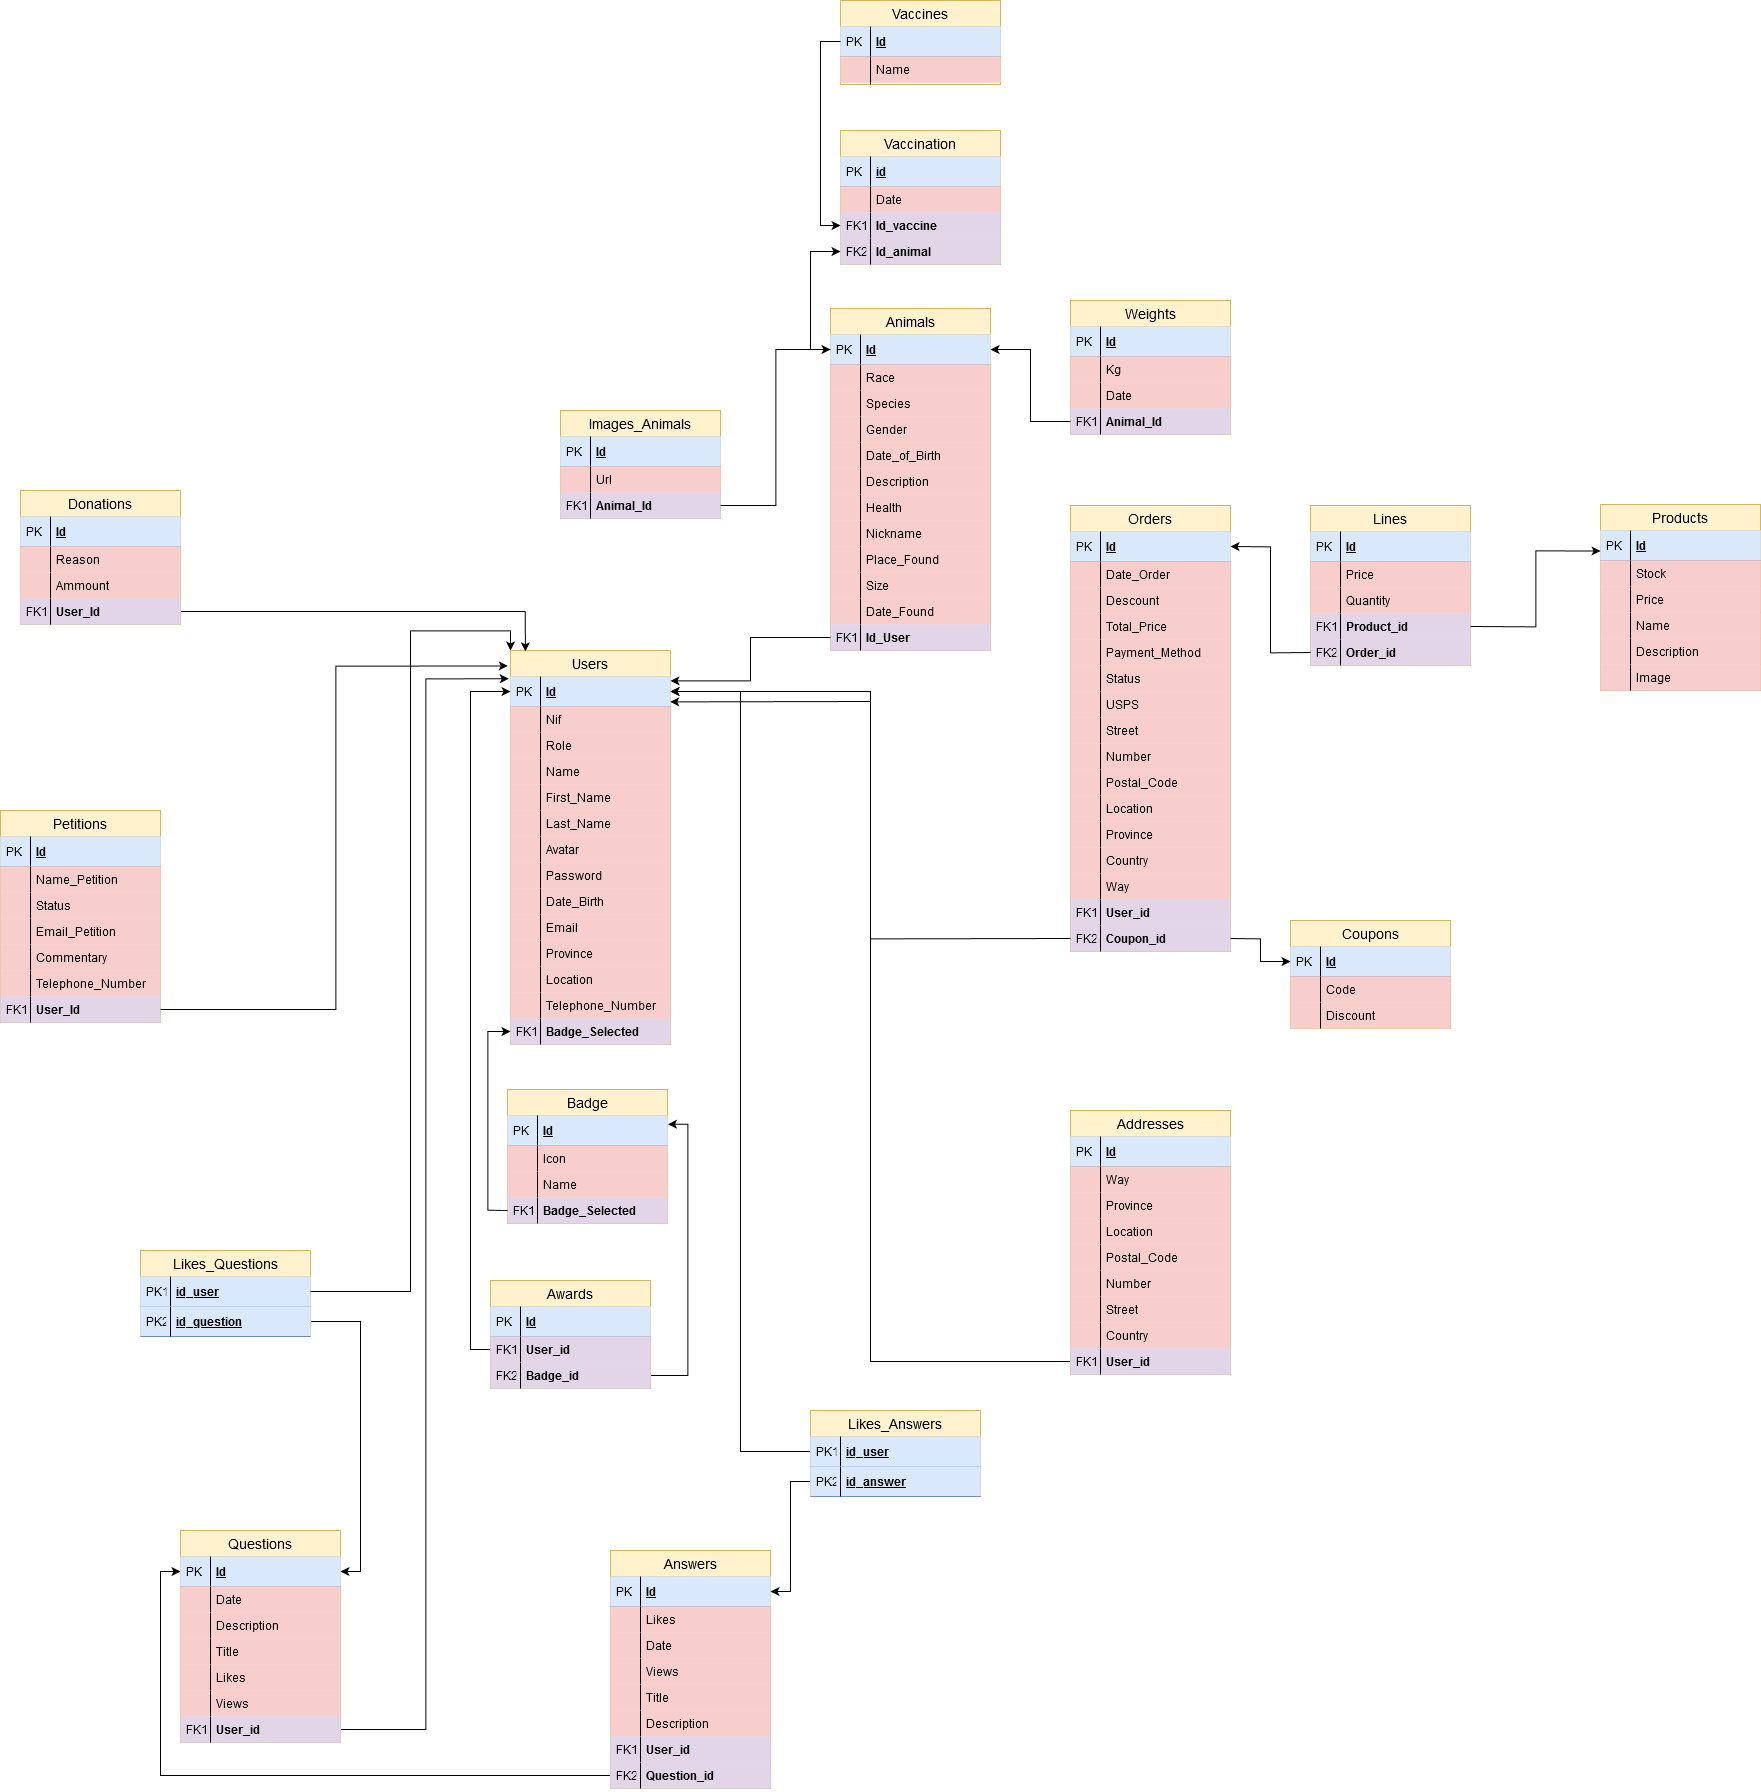 Vaccines
PK Id
Name
Vaccination
PK id
Date
FK1 Id_vaccine
FK2 Id_animal
Animals
PK Id
Race
Species
Gender
Date_of_Birth
Description
Health
Nickname
Place_Found
Size
Date_Found
FK1 Id_User
Weights
PK Id
Kg
Date
FK1 Animal_Id
Images_Animals
PK Id
Url
FK1 Animal_Id
Donations
PK Id
Reason
Ammount
FK1 User_Id
Orders
PK Id
Date_Order
Descount
Total_Price
Payment_Method
Status
USPS
Street
Number
Postal_Code
Location
Province
Country
Way
FK1 User_id
FK2 Coupon_id
Lines
PK Id
Price
Quantity
FK1 Product_id
FK2 Order_id
Products
PK Id
Stock
Price
Name
Description
Image
Users
PK Id
Nif
Role
Name
First_Name
Last_Name
Avatar
Password
Date_Birth
Email
Province
Location
Telephone_Number
FK1 Badge_Selected
Petitions
PK Id
Name_Petition
Status
Email_Petition
Commentary
Telephone_Number
FK1 User_Id
Coupons
PK Id
Code
Discount
Badge
PK Id
Icon
Name
FK1 Badge_Selected
Addresses
PK Id
Way
Province
Location
Postal_Code
Number
Street
Country
FK1 User_id
Likes_Questions
PK1 id_user
PK2 id_question
Awards
PK Id
FK1 User_id
FK2 Badge_id
Likes_Answers
PK1 id_user
PK2 id_answer
Questions
PK Id
Date
Description
Title
Likes
Views
FK1 User_id
Answers
PK Id
Likes
Date
Views
Title
Description
FK1 User_id
FK2 Question_id